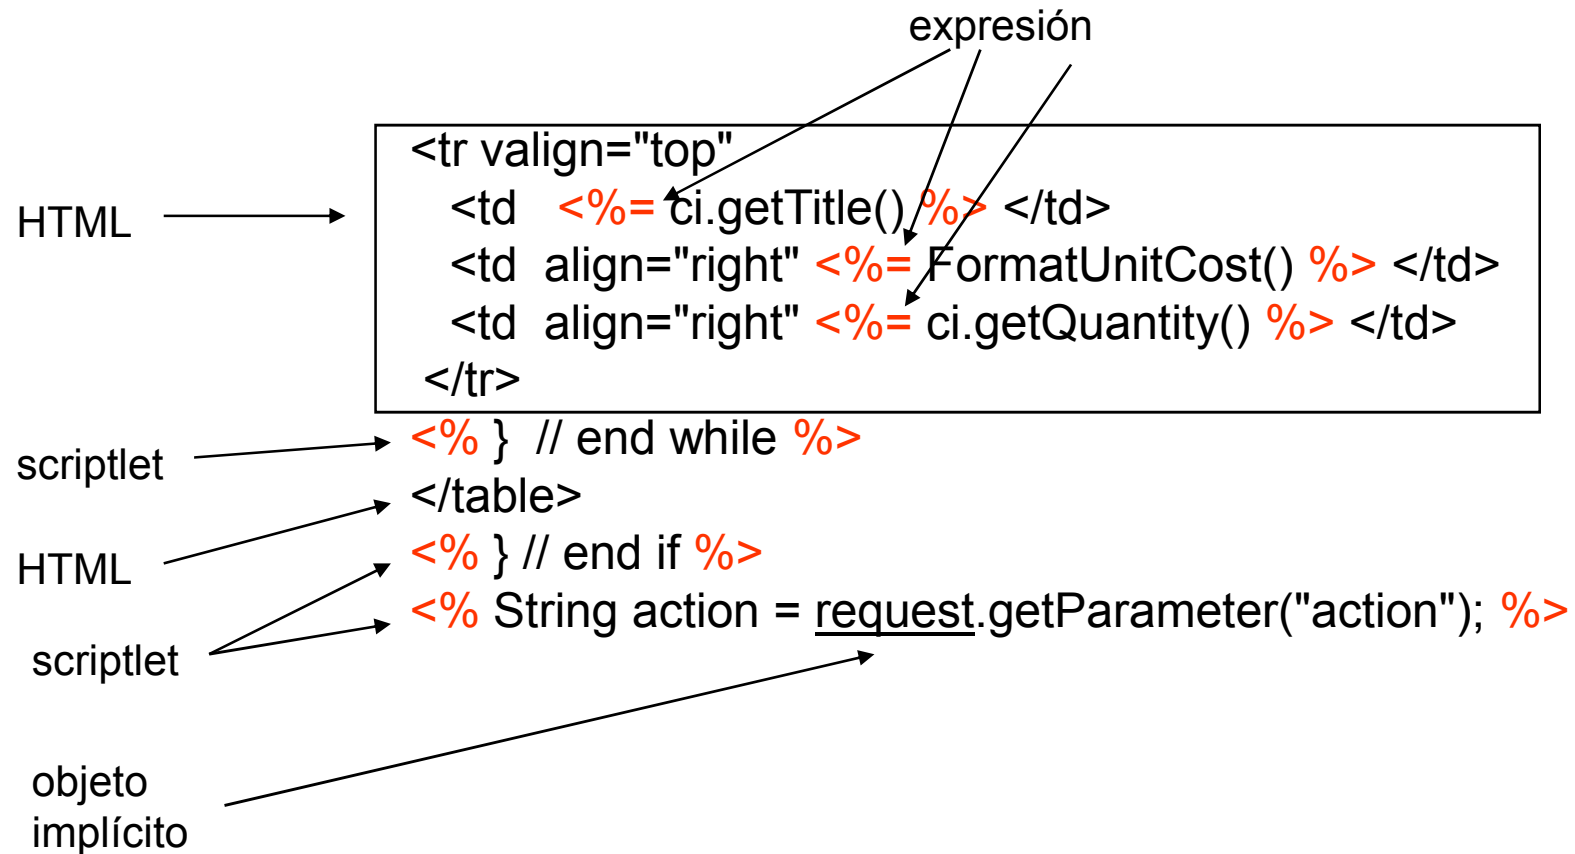 expresión
<tr valign="top"
HTML
<td <%= ci.getTitle() %> </td>
<td align="right" <%= FormatUnitCost() %> </td>
<td align="right" <%= ci.getQuantity() %> </td>
</tr>
scriptlet
<% } // end while %>
</table>
HTML
<% } // end if %>
<% String action = request.getParameter("action"); %>
scriptlet
objeto
implícito